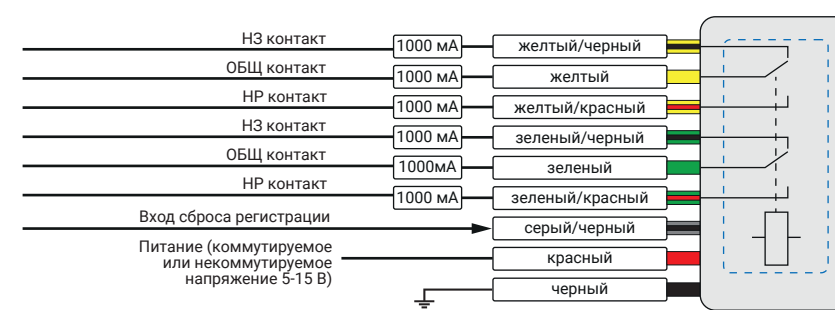 НЗ контакт 1000 мА желтый/черный
ОБЩ контакт 1000 мА желтый
НР контакт 1000 мА желтый/красный
НЗ контакт 1000 мА зеленый/черный
ОБЩ контакт 1000мА зеленый
НР контакт 1000 мА зеленый/красный
Вход сброса регистрации серый/черный
Питание (коммутируемое
или некоммутируемое
напряжение 5-15 В)
красный
черный